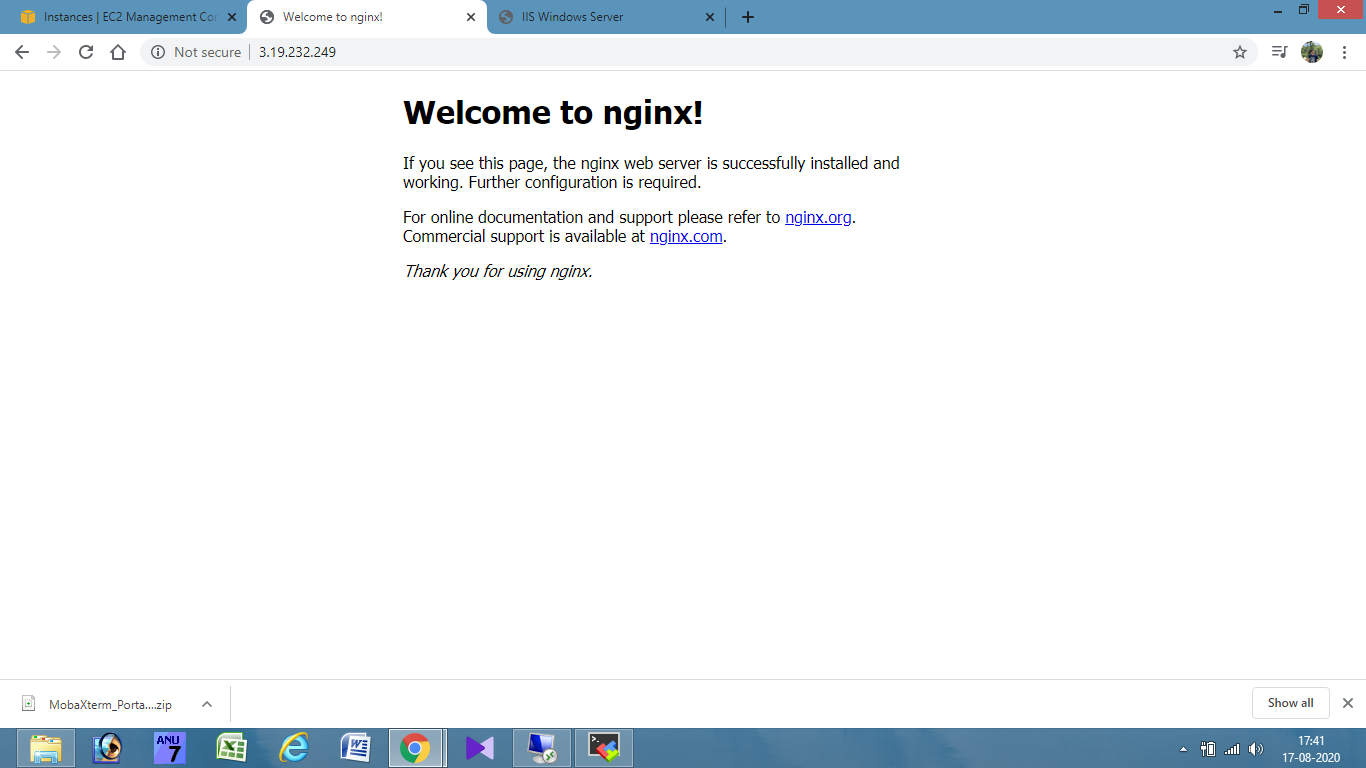 Instances | EC2 Management Con
Welcome to nginx!
IIS Windows Server
Not secure
3.19.232.249
Welcome to nginx!
If you see this page, the nginx web server is successfully installed and
working. Further configuration is required.
For online documentation and support please refer to nginx.org.
Commercial support is available at nginx.com.
Thank you for using nginx.
MobaXterm_Porta....zip
Show all
ANU
7
17:41
17-08-2020